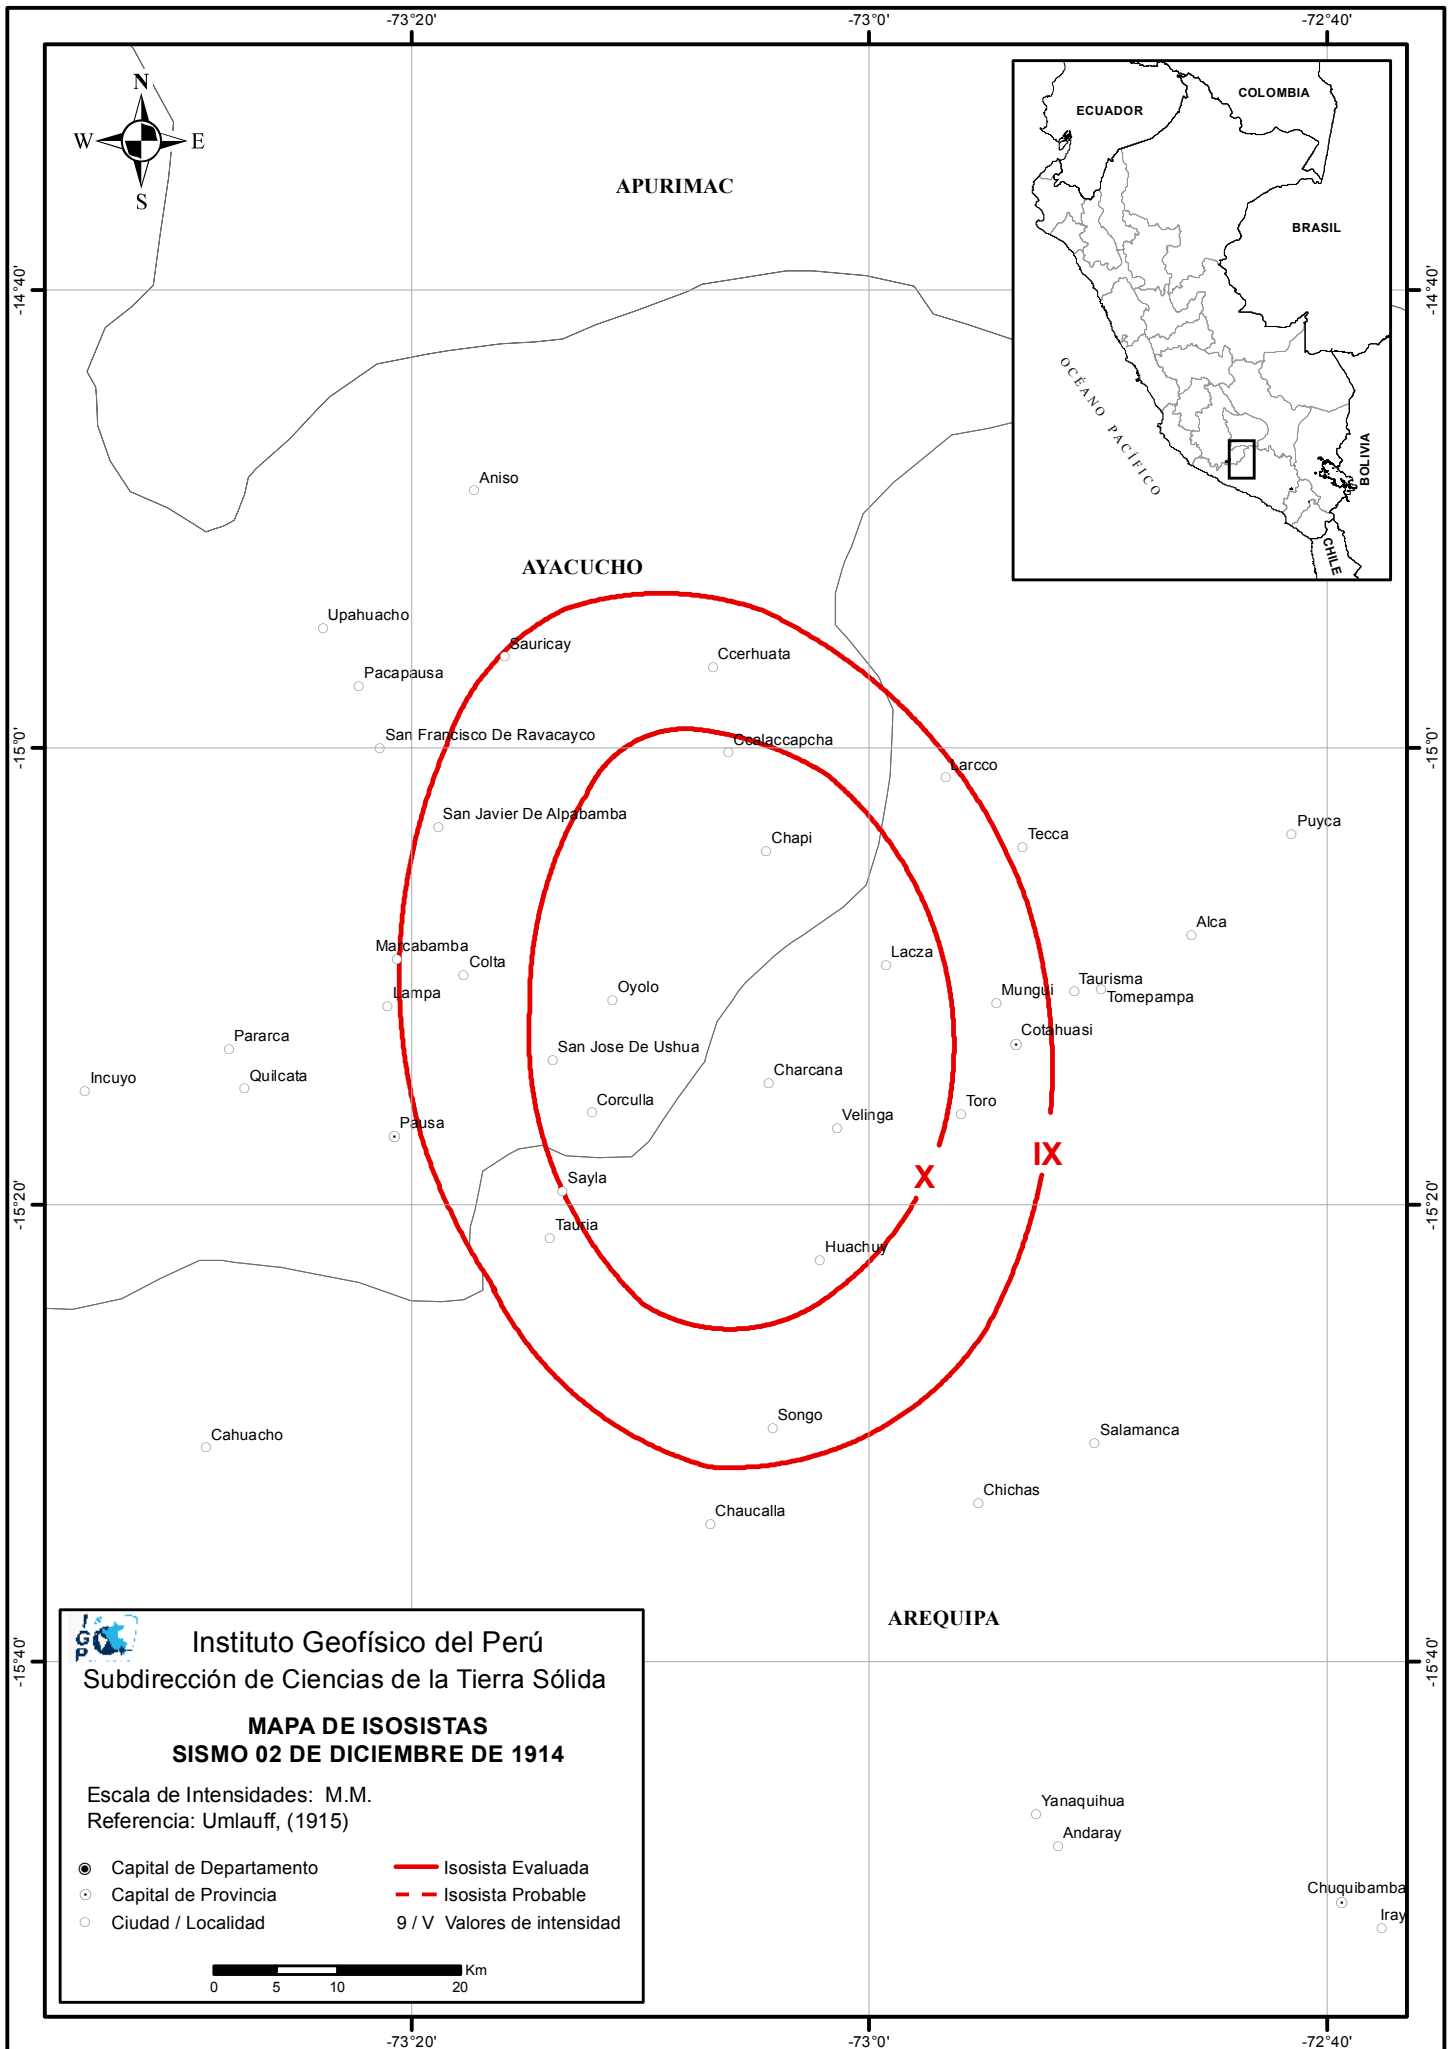 -73°20'
-73°0'
-72°40'
N
W
E
S
APURIMAC
ECUADOR
COLOMBIA
BRASIL
OCÉANO PACÍFICO
BOLIVIA
CHILE
-14°40'
-14°40'
Aniso
AYACUCHO
Upahuacho
Sauricay
Ccerhuata
Pacapausa
San Francisco De Ravacayco
Ccalaccapcha
-15°0'
-15°0'
Larcco
San Javier De Alpabamba
Chapi
Tecca
Puyca
Alca
Marcabamba
Colta
Lacza
Lampa
Oyolo
Mungui
Taurisma
Tomepampa
Pararca
Cotahuasi
San Jose De Ushua
Incuyo
Quilcata
Charcana
Corculla
Velinga
Toro
Pausa
IX
X
Sayla
-15°20'
-15°20'
Tauria
Huachuy
Songo
Cahuacho
Salamanca
Chichas
Chaucalla
AREQUIPA
IGP
Instituto Geofísico del Perú
Subdirección de Ciencias de la Tierra Sólida
-15°40'
-15°40'
MAPA DE ISOSISTAS
SISMO 02 DE DICIEMBRE DE 1914
Escala de Intensidades: M.M.
Referencia: Umlauff, (1915)
Yanaquihua
Andaray
Capital de Departamento
Isosista Evaluada
Capital de Provincia
Isosista Probable
Ciudad / Localidad
9 / V Valores de intensidad
Chuquibamba
Iray
Km
0 5 10 20
-73°20'
-73°0'
-72°40'